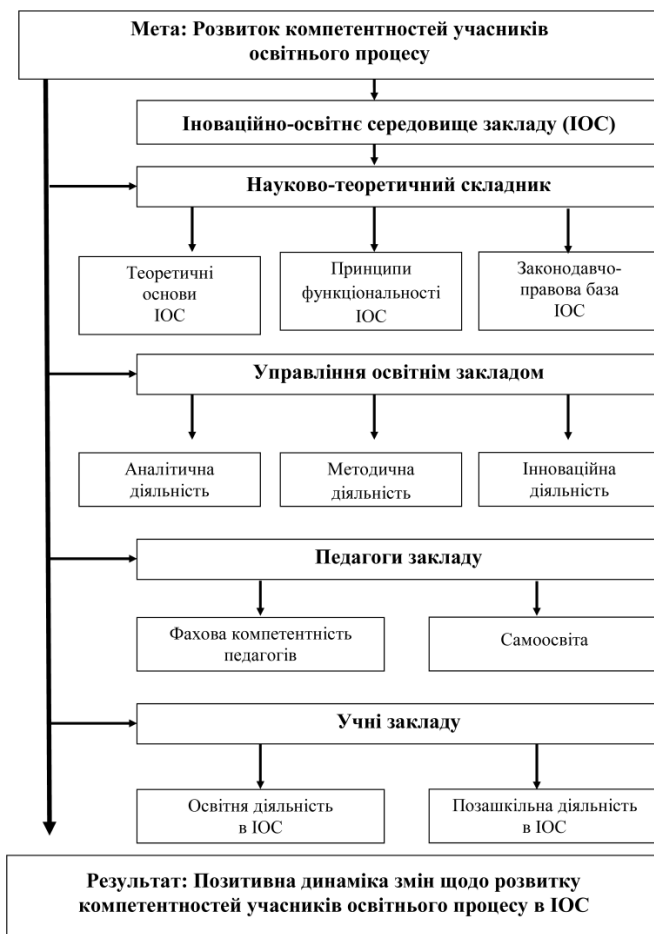 Мета: Розвиток компетентностей учасників
освітнього процесу
Іноваційно-освітнє середовище закладу (ІОС)
Науково-теоретичний складник
Теоретичні
основи
ІОС
Принципи
функціональності
ІОС
Законодавчо-
правова база
ІОС
Управління освітнім закладом
Аналітична
діяльність
Методична
діяльність
Інноваційна
діяльність
Педагоги закладу
Фахова компетентність
педагогів
Самоосвіта
Учні закладу
Освітня діяльність
в ІОС
Позашкільна діяльність
в ІОС
Результат: Позитивна динаміка змін щодо розвитку
компетентностей учасників освітнього процесу в ІОС